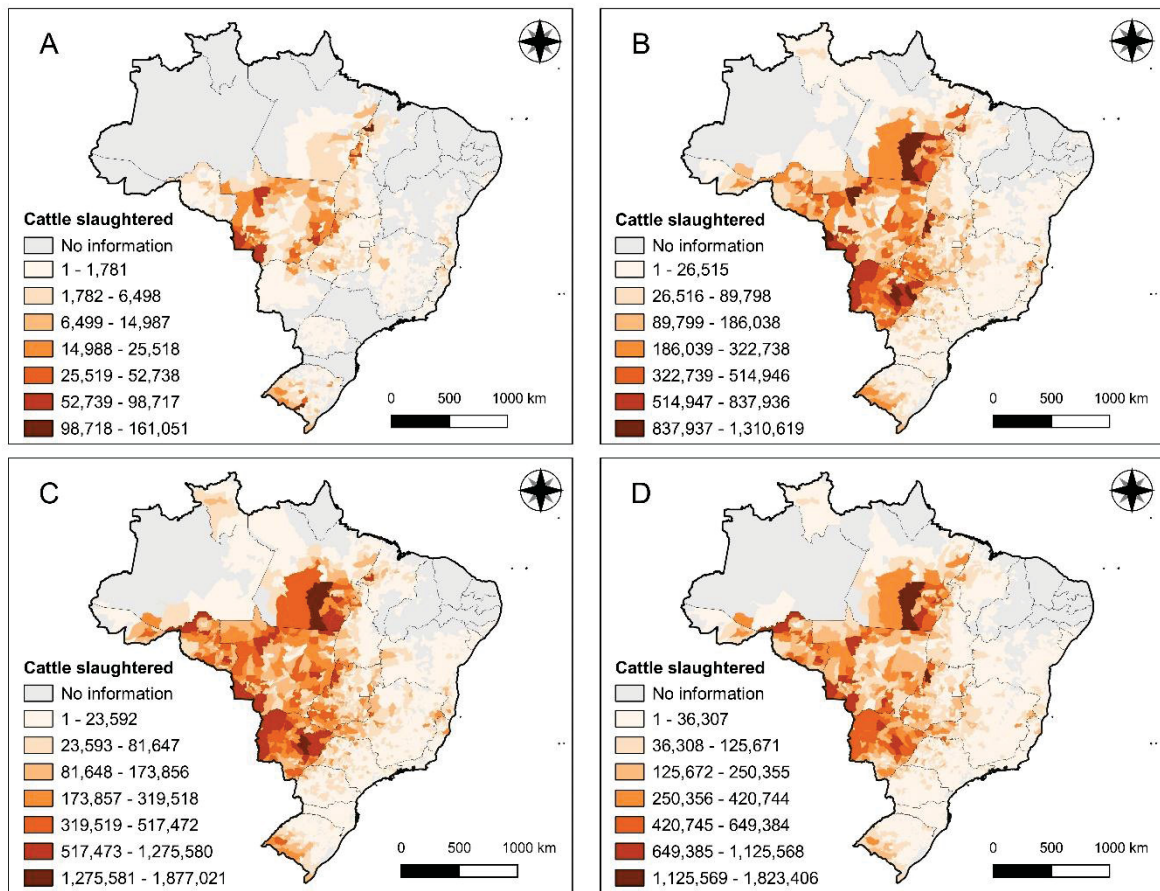 A
Cattle slaughtered
No information
1 - 1,781
1,782 - 6,498
6,499 - 14,987
14,988 - 25,518
25,519 - 52,738
52,739 - 98,717
98,718 - 161,051
0 500 1000 km
B
Cattle slaughtered
No information
1 - 26,515
26,516 - 89,798
89,799 - 186,038
186,039 - 322,738
322,739 - 514,946
514,947 - 837,936
837,937 - 1,310,619
0 500 1000 km
C
Cattle slaughtered
No information
1 - 23,592
23,593 - 81,647
81,648 - 173,856
173,857 - 319,518
319,519 - 517,472
517,473 - 1,275,580
1,275,581 - 1,877,021
0 500 1000 km
D
Cattle slaughtered
No information
1 - 36,307
36,308 - 125,671
125,672 - 250,355
250,356 - 420,744
420,745 - 649,384
649,385 - 1,125,568
1,125,569 - 1,823,406
0 500 1000 km